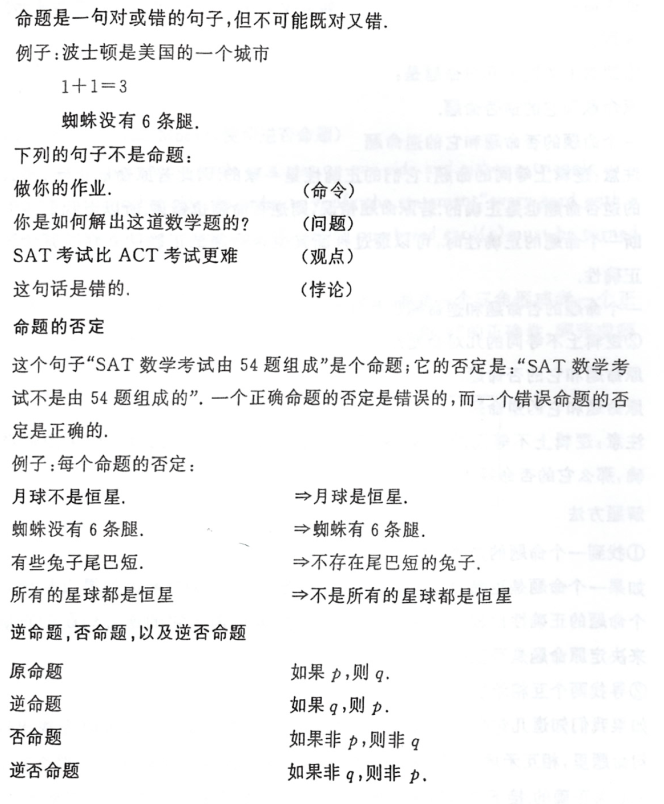 命题是一句对或错的句子,但不可能既对又错.
例子:波士顿是美国的一个城市
1+1=3
蜘蛛没有 6 条腿.
下列的句子不是命题:
做你的作业. (命令)
你是如何解出这道数学题的? (问题)
SAT 考试比 ACT 考试更难 (观点)
这句话是错的. (悖论)
命题的否定
这个句子“SAT 数学考试由 54 题组成”是个命题;它的否定是:“SAT 数学考
试不是由 54 题组成的”. 一个正确命题的否定是错误的,而一个错误命题的否
定是正确的.
例子:每个命题的否定:
月球不是恒星. ⇒月球是恒星.
蜘蛛没有 6 条腿. ⇒蜘蛛有 6 条腿.
有些兔子尾巴短. ⇒不存在尾巴短的兔子.
所有的星球都是恒星 ⇒不是所有的星球都是恒星
逆命题,否命题,以及逆否命题
原命题 如果 p,则 q.
逆命题 如果 q,则 p.
否命题 如果非 p,则非 q
逆否命题 如果非 q,则非 p.